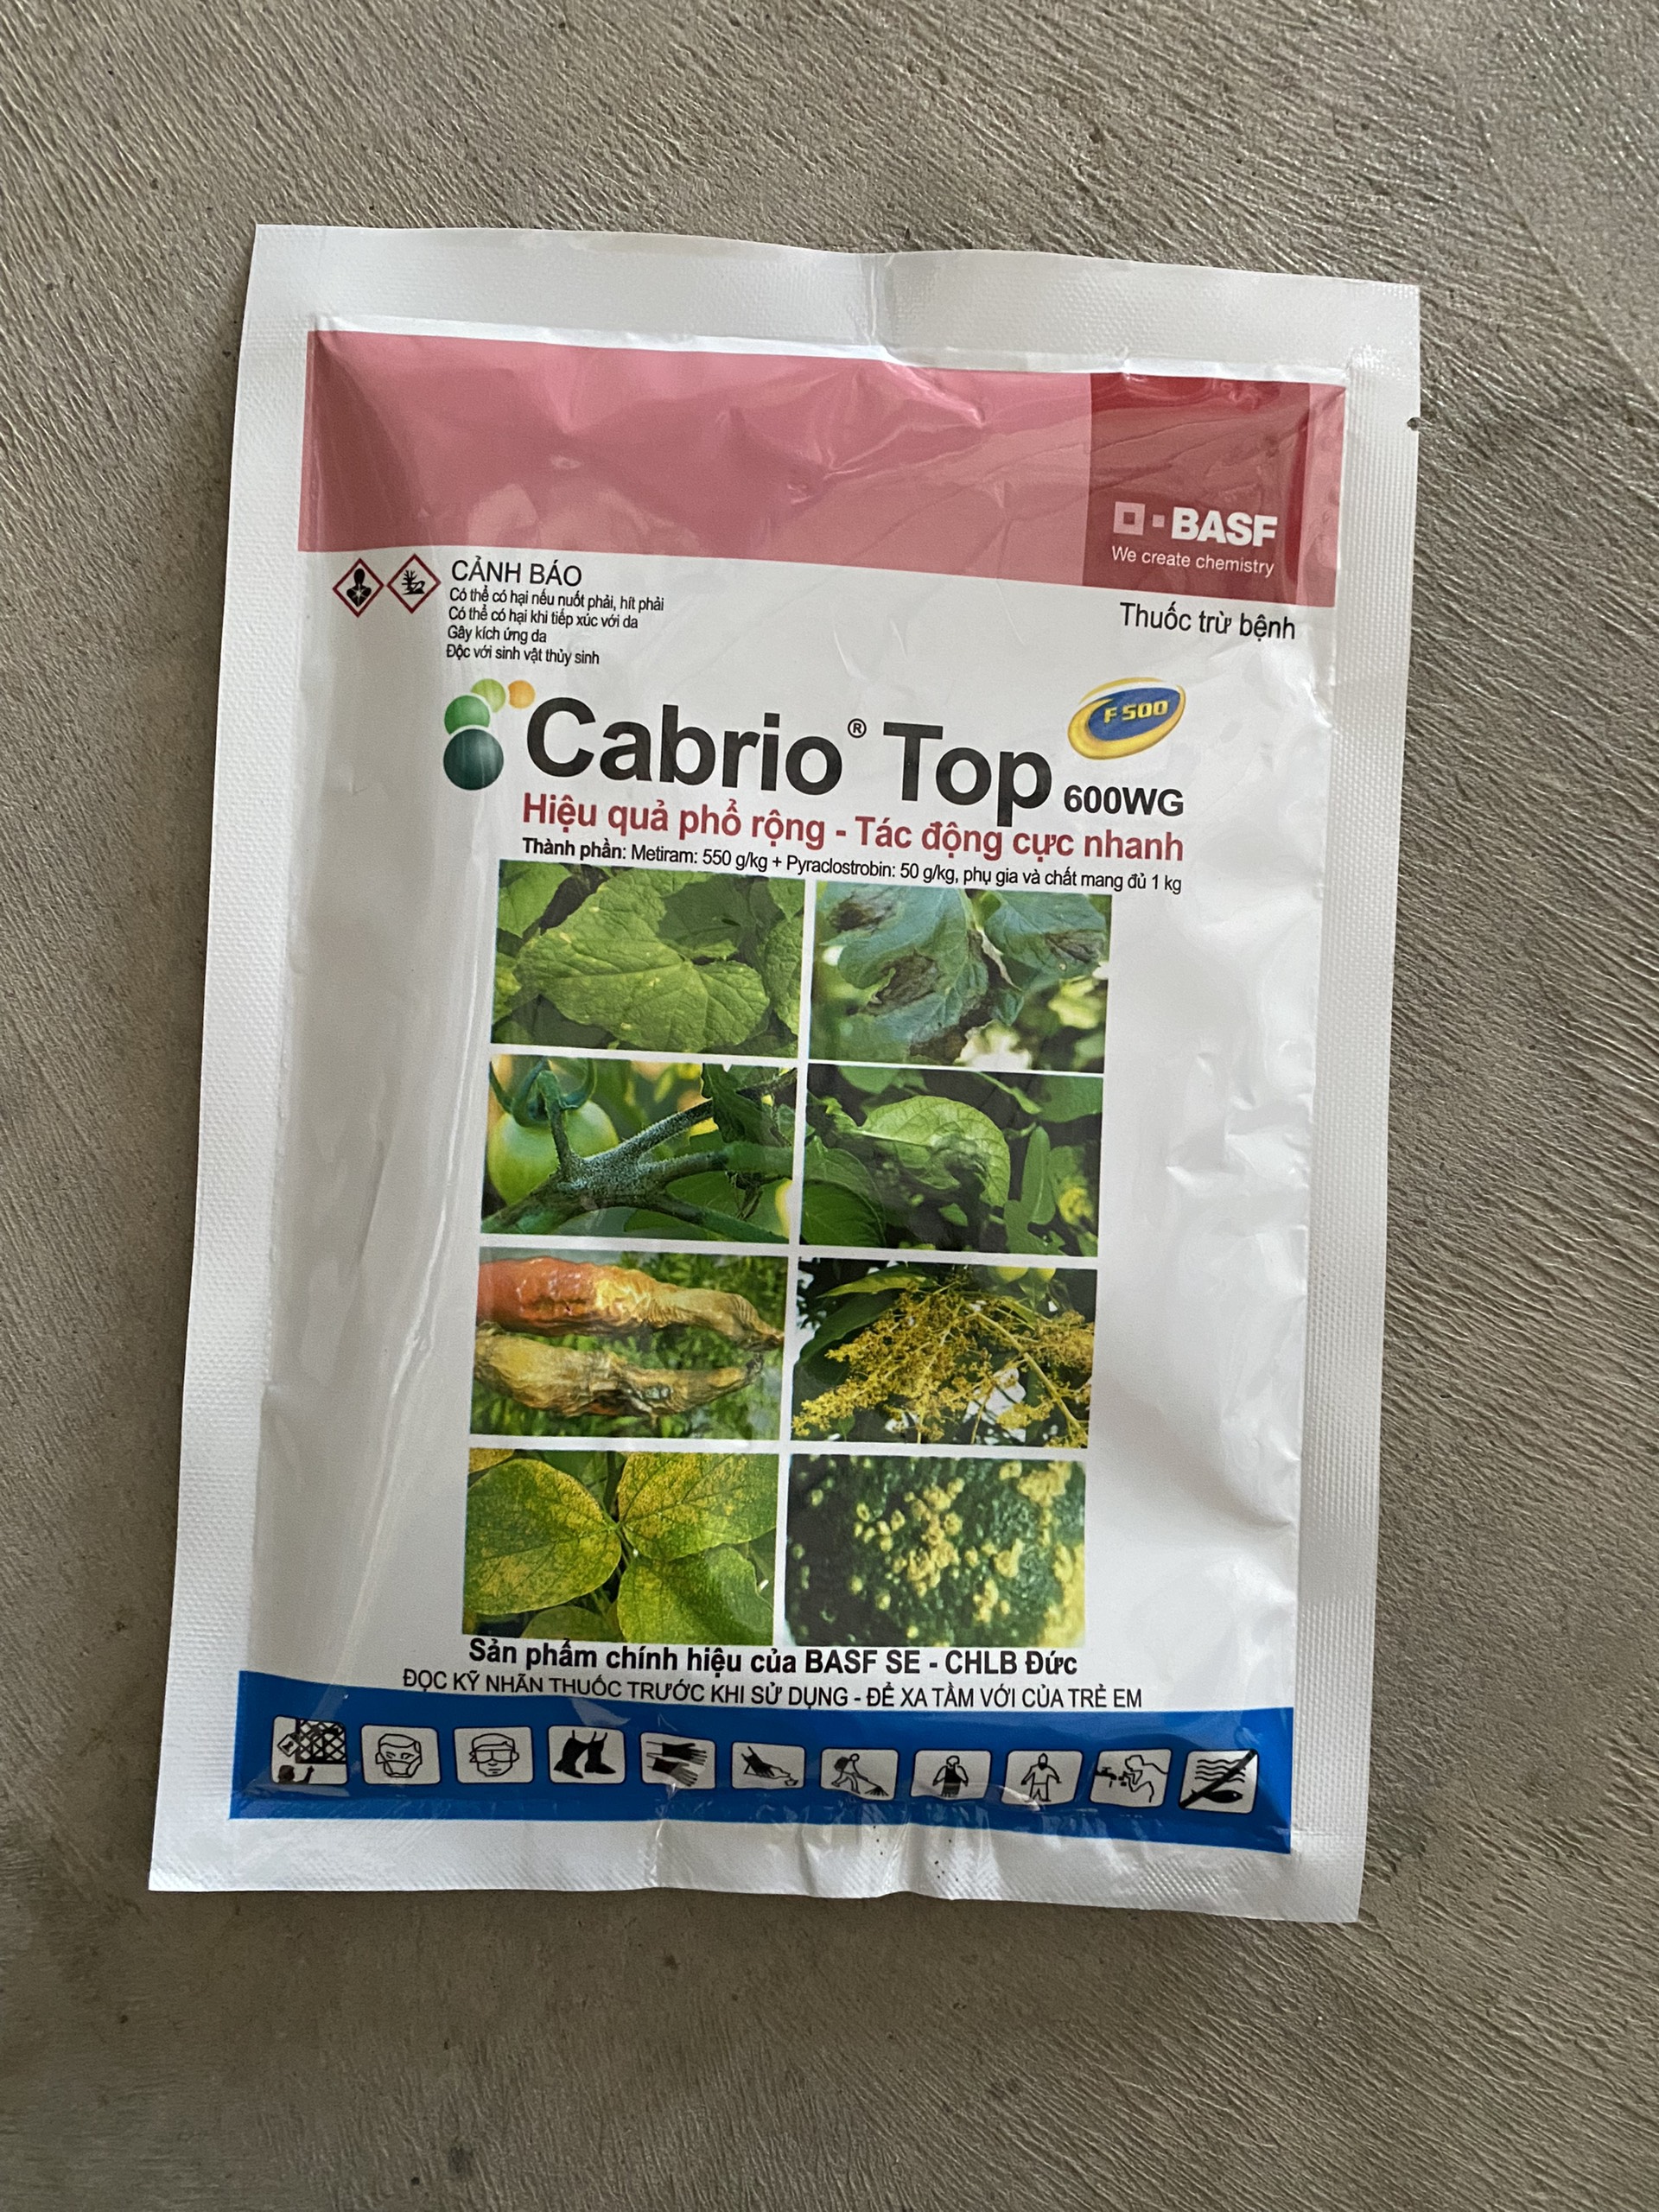 BASF
We create chemistry
CẢNH BÁO
Có thể có hại nếu nuốt phải, hít phải
Có thể có hại khi tiếp xúc với da
Gây kích ứng da
Độc với sinh vật thủy sinh
Thuốc trừ bệnh
F 500
Cabrio® Top 600WG
Hiệu quả phổ rộng - Tác động cực nhanh
Thành phần: Metiram: 550 g/kg + Pyraclostrobin: 50 g/kg, phụ gia và chất mang đủ 1 kg
Sản phẩm chính hiệu của BASF SE - CHLB Đức
ĐỌC KỸ NHÃN THUỐC TRƯỚC KHI SỬ DỤNG - ĐỂ XA TẦM VỚI CỦA TRẺ EM